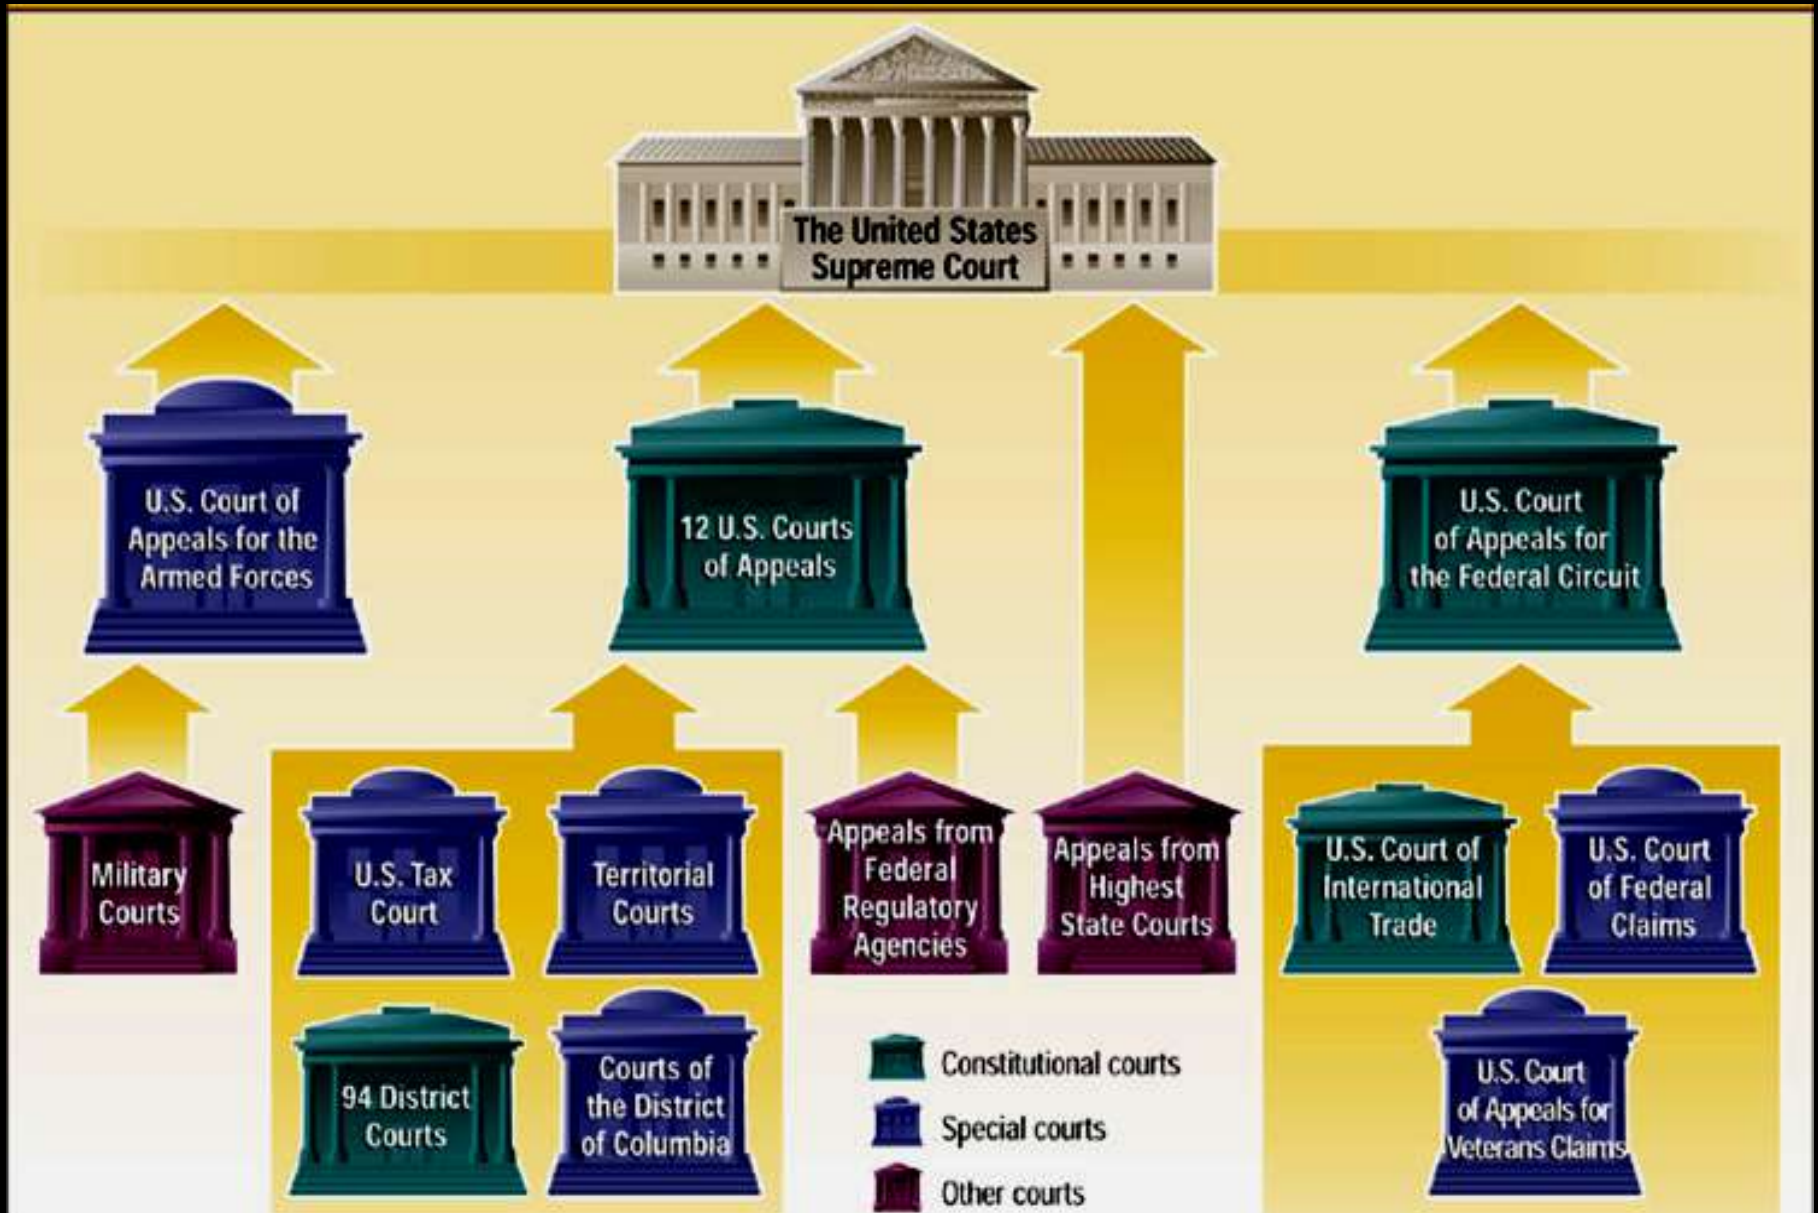 The United States
Supreme Court
U.S. Court of
Appeals for the
Armed Forces
12 U.S. Courts
of Appeals
U.S. Court
of Appeals for
the Federal Circuit
Military
Courts
U.S. Tax
Court
Territorial
Courts
Appeals from
Federal
Regulatory
Agencies
Appeals from
Highest
State Courts
U.S. Court of
International
Trade
U.S. Court
of Federal
Claims
94 District
Courts
Courts of
the District
of Columbia
U.S. Court
of Appeals for
Veterans Claims
Constitutional courts
Special courts
Other courts